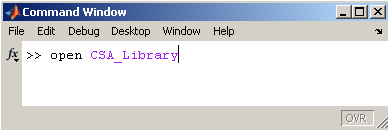 Command Window
File Edit Debug Desktop Window Help
fx >> open CSA_Library
OVR